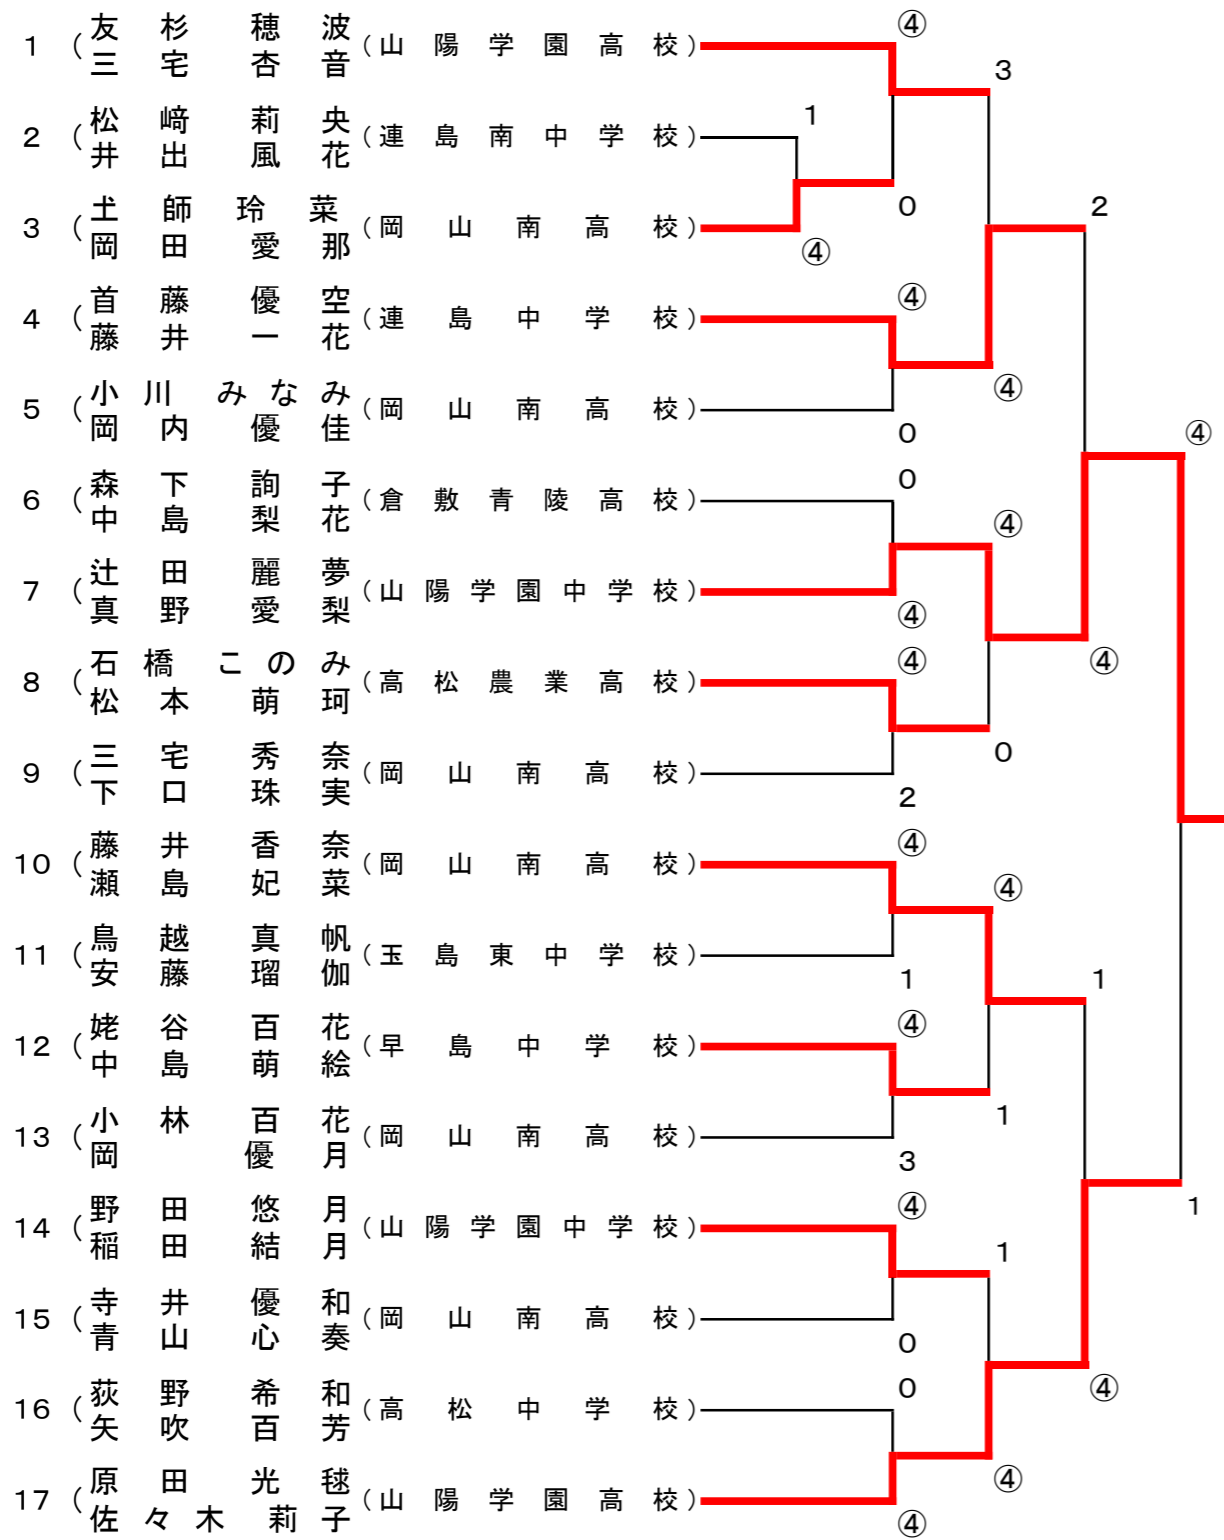 ④
1 ( 友杉穂波 三宅杏音 ( 山陽学園高校 )
3
1
2 ( 松﨑莉央 井出風花 ( 連島南中学校 )
0
2
3 ( 土師玲菜 岡田愛那 ( 岡山南高校 )
④
④
4 ( 首藤優空 藤井一花 ( 連島中学校 )
④
5 ( 小川みなみ 岡内優佳 ( 岡山南高校 )
0
④
0
6 ( 森下詢子 中島梨花 ( 倉敷青陵高校 )
④
7 ( 辻田麗夢 真野愛梨 ( 山陽学園中学校 )
④
④
④
8 ( 石橋このみ 松本萌珂 ( 高松農業高校 )
0
9 ( 三宅秀奈 下口珠実 ( 岡山南高校 )
2
④
10 ( 藤井香奈 瀬島妃菜 ( 岡山南高校 )
④
11 ( 鳥越真帆 安藤瑠伽 ( 玉島東中学校 )
1
1
④
12 ( 姥谷百花 中島萌絵 ( 早島中学校 )
1
13 ( 小林百花 岡優月 ( 岡山南高校 )
3
④
1
14 ( 野田悠月 稲田結月 ( 山陽学園中学校 )
1
15 ( 寺井優和 青山心奏 ( 岡山南高校 )
0
0
④
16 ( 荻野希和 矢吹百芳 ( 高松中学校 )
④
17 ( 原田光毬 佐々木莉子 ( 山陽学園高校 )
④